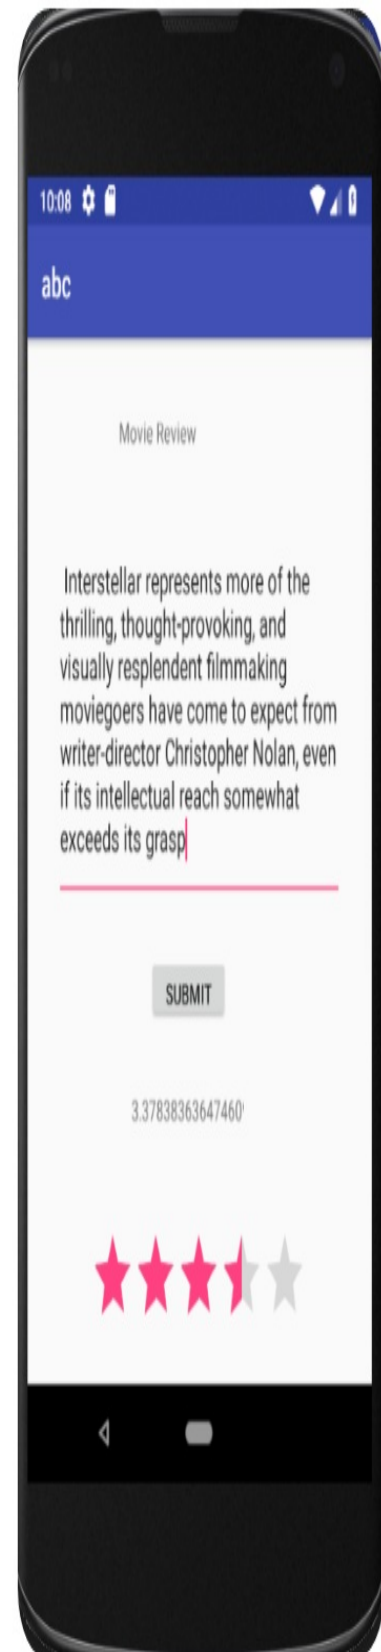 10:08
abc
Movie Review
Interstellar represents more of the
thrilling, thought-provoking, and
visually resplendent filmmaking
moviegoers have come to expect from
writer-director Christopher Nolan, even
if its intellectual reach somewhat
exceeds its grasp
SUBMIT
3.37838363647460